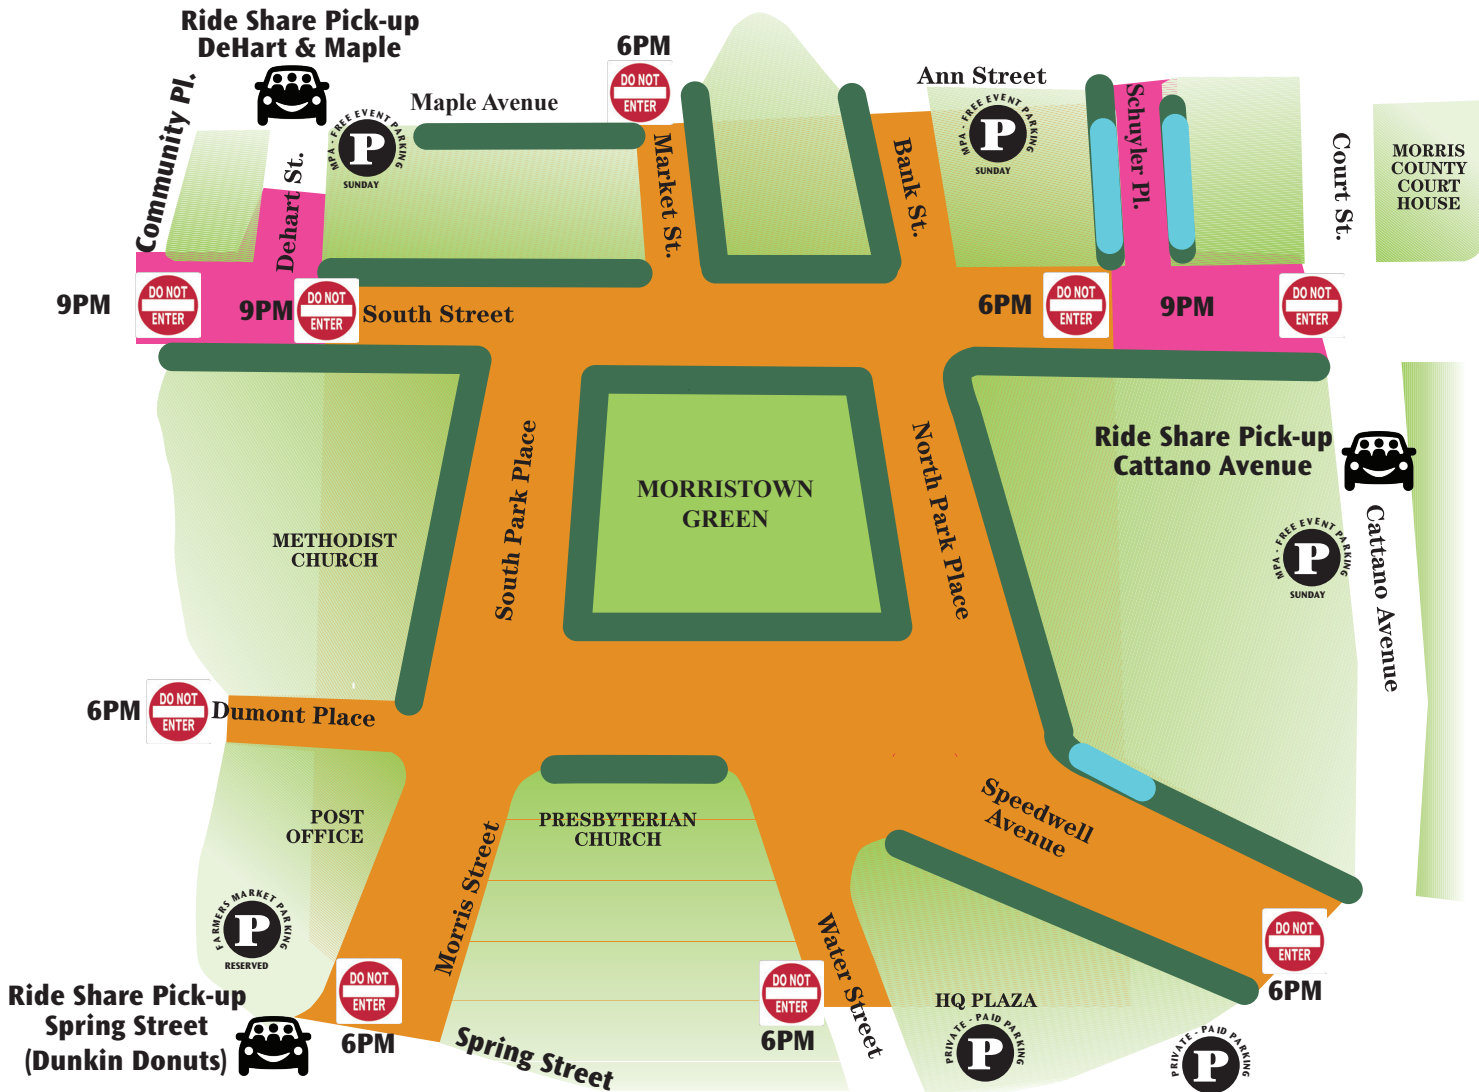 Ride Share Pick-up
DeHart & Maple
6PM
DO NOT
ENTER
Ann Street
Maple Avenue
MPA - FREE EVENT PARKING
P
SUNDAY
MPA - FREE EVENT PARKING
P
SUNDAY
Community Pl.
Dehart St.
Market St.
Bank St.
Schuyler Pl.
Court St.
MORRIS
COUNTY
COURT
HOUSE
9PM
DO NOT
ENTER
9PM
DO NOT
ENTER
South Street
6PM
DO NOT
ENTER
9PM
DO NOT
ENTER
South Park Place
MORRISTOWN
GREEN
North Park Place
Ride Share Pick-up
Cattano Avenue
METHODIST
CHURCH
MPA - FREE EVENT PARKING
P
SUNDAY
Cattano Avenue
6PM
DO NOT
ENTER
Dumont Place
POST
OFFICE
Morris Street
PRESBYTERIAN
CHURCH
Speedwell
Avenue
FARMERS MARKET PARKING
P
RESERVED
Water Street
DO NOT
ENTER
6PM
Ride Share Pick-up
Spring Street
(Dunkin Donuts)
DO NOT
ENTER
6PM
Spring Street
DO NOT
ENTER
6PM
HQ PLAZA
PRIVATE - PAID PARKING
P
PRIVATE - PAID PARKING
P